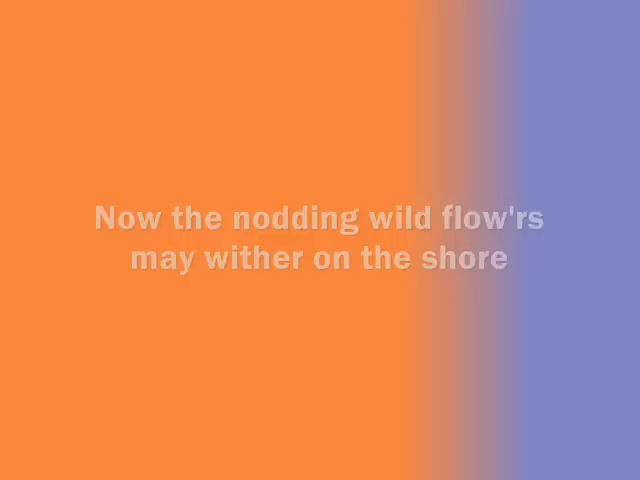 Now the nodding wild flow'rs
may wither on the shore